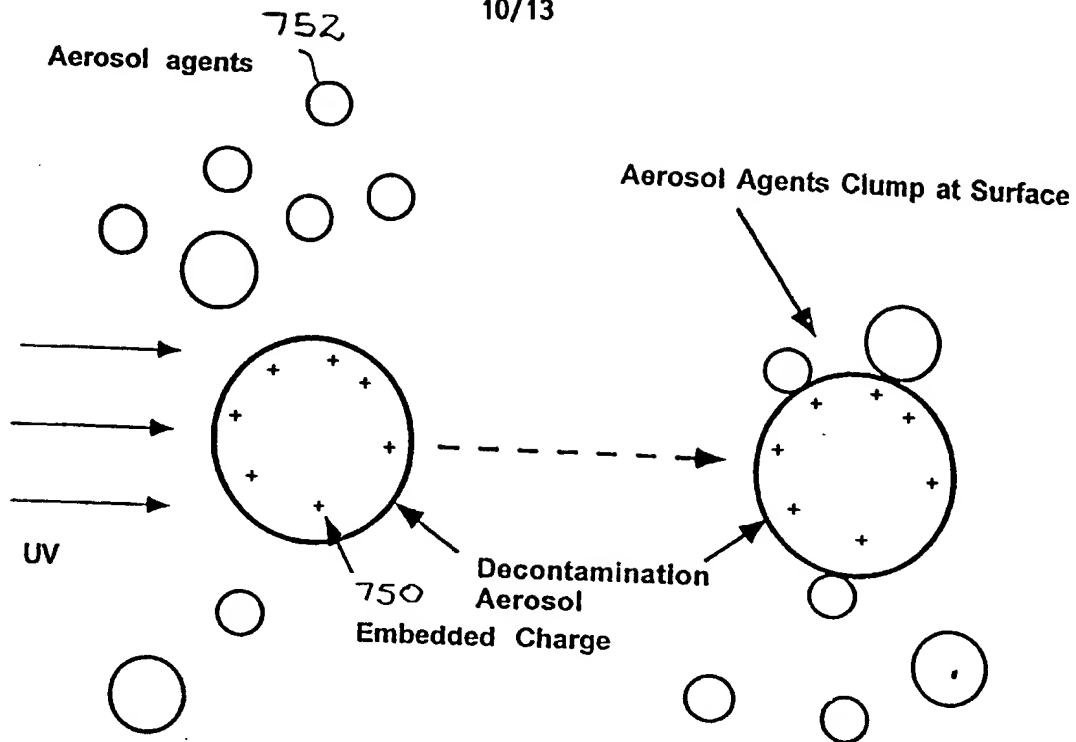 10/13
752
Aerosol agents
Aerosol Agents Clump at Surface
UV
750
Decontamination
Aerosol
Embedded Charge